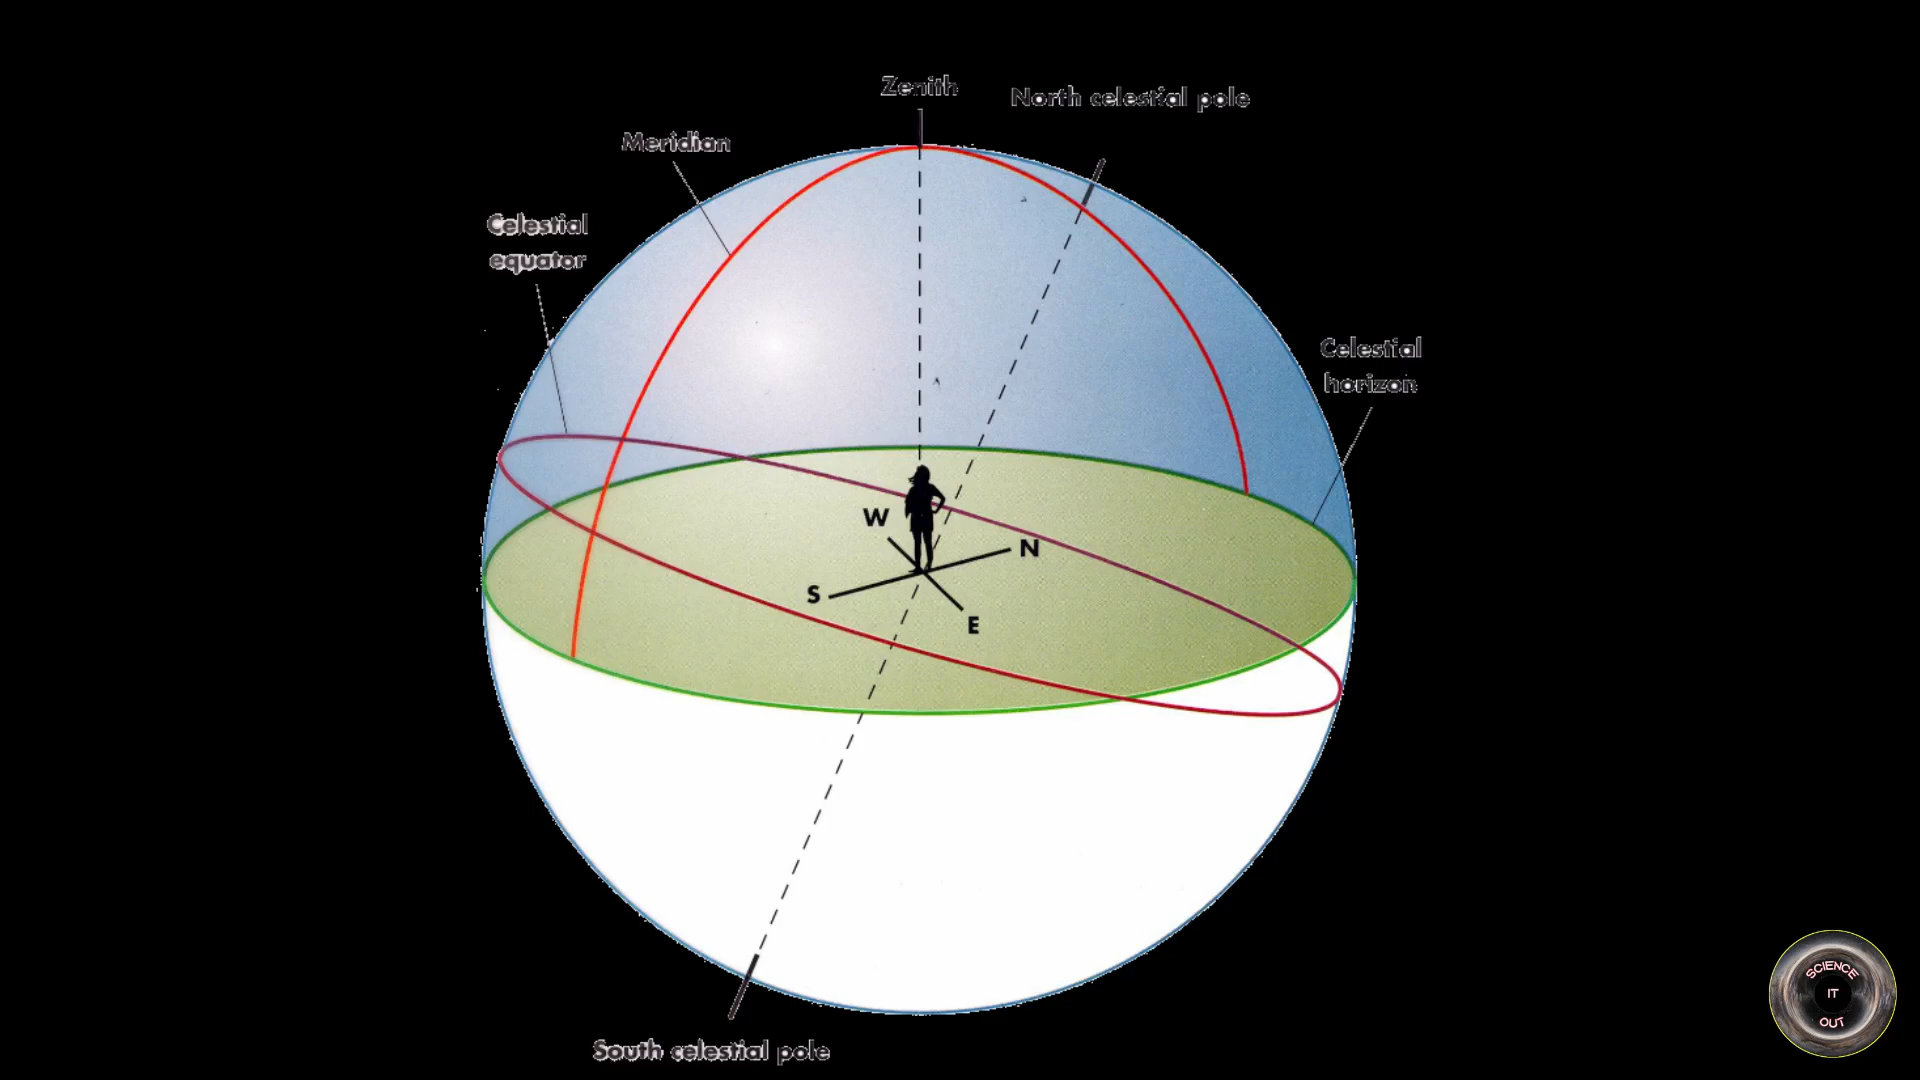 Zenith
North celestial pole
Meridian
Celestial
equator
Celestial
horizon
W
N
S
E
South celestial pole
SCIENCE
IT
OUT